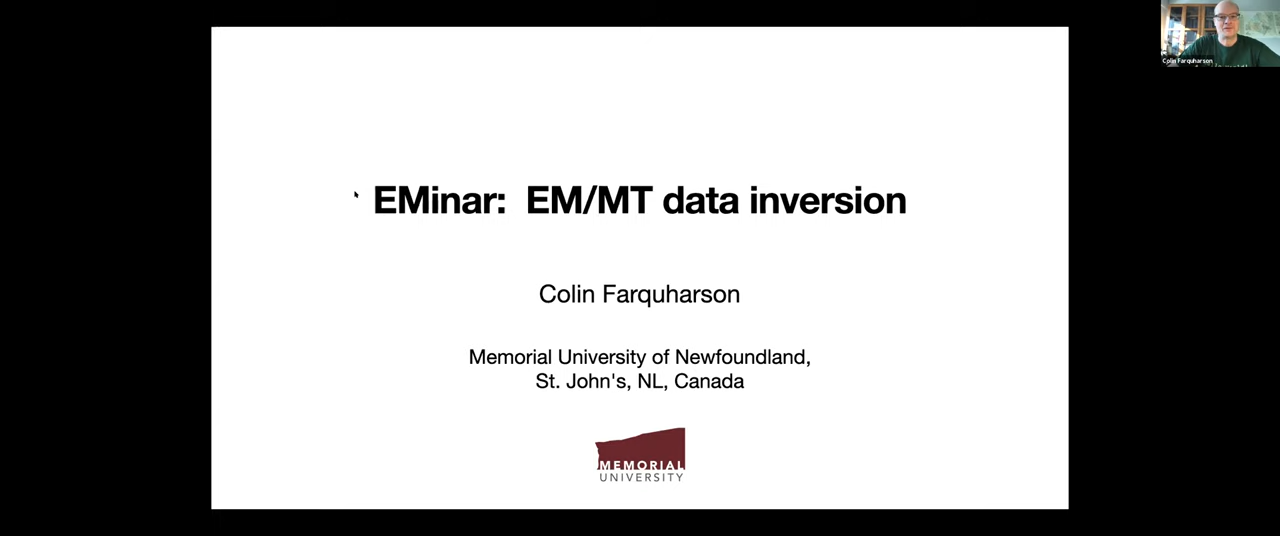 EMinar: EM/MT data inversion
Colin Farquharson
Memorial University of Newfoundland,
St. John's, NL, Canada
MEMORIAL
UNIVERSITY
Colin Farquharson